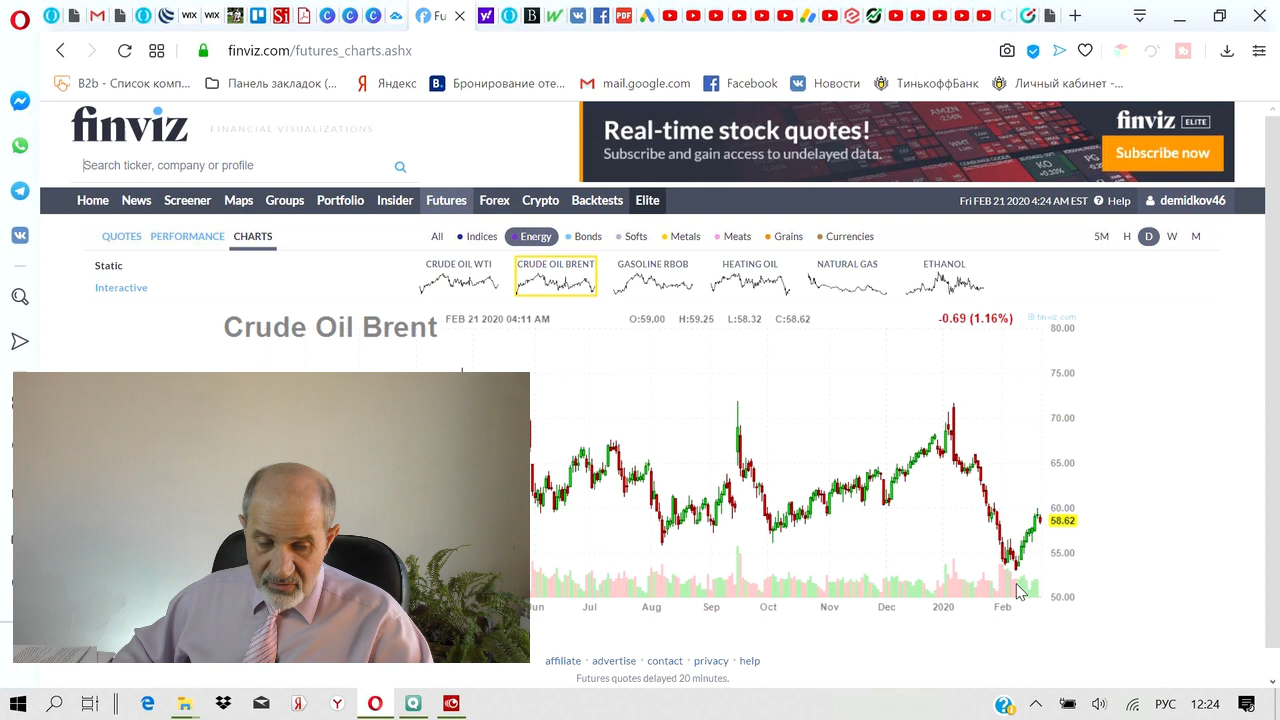 WIX WIX Si PDF Fu
finviz.com/futures_charts.ashx
B2b - Список комп... Панель закладок (... Яндекс Бронирование оте... mail.google.com Facebook Новости ТинькоффБанк Личный кабинет -...
finviz FINANCIAL VISUALIZATIONS
Real-time stock quotes!
Subscribe and gain access to undelayed data.
finviz ELITE
Subscribe now
Search ticker, company or profile
Home News Screener Maps Groups Portfolio Insider Futures Forex Crypto Backtests Elite Fri FEB 21 2020 4:24 AM EST Help demidkov46
QUOTES PERFORMANCE CHARTS All Indices Energy Bonds Softs Metals Meats Grains Currencies 5M H D W M
Static
Interactive
CRUDE OIL WTI CRUDE OIL BRENT GASOLINE RBOB HEATING OIL NATURAL GAS ETHANOL
Crude Oil Brent FEB 21 2020 04:11 AM O:59.00 H:59.25 L:58.32 C:58.62 -0.69 (1.16%) © finviz.com
80.00
75.00
70.00
65.00
60.00
58.62
55.00
50.00
Jul Aug Sep Oct Nov Dec 2020 Feb
affiliate · advertise · contact · privacy · help
Futures quotes delayed 20 minutes.
РУС 12:24